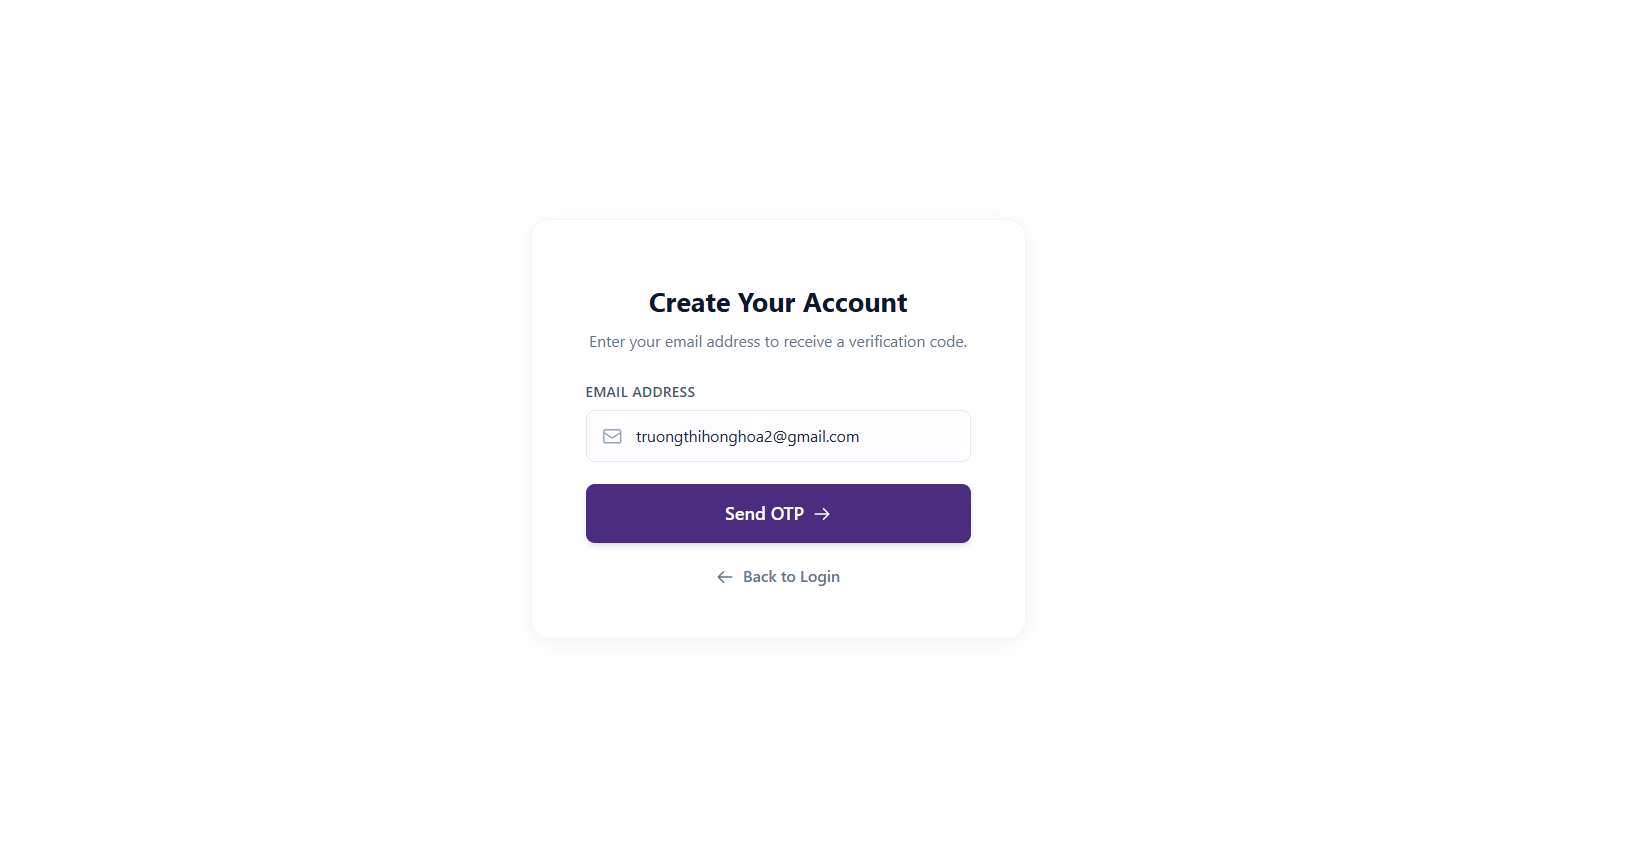 Create Your Account
Enter your email address to receive a verification code.
EMAIL ADDRESS
truongthihonghoa2@gmail.com
Send OTP →
← Back to Login